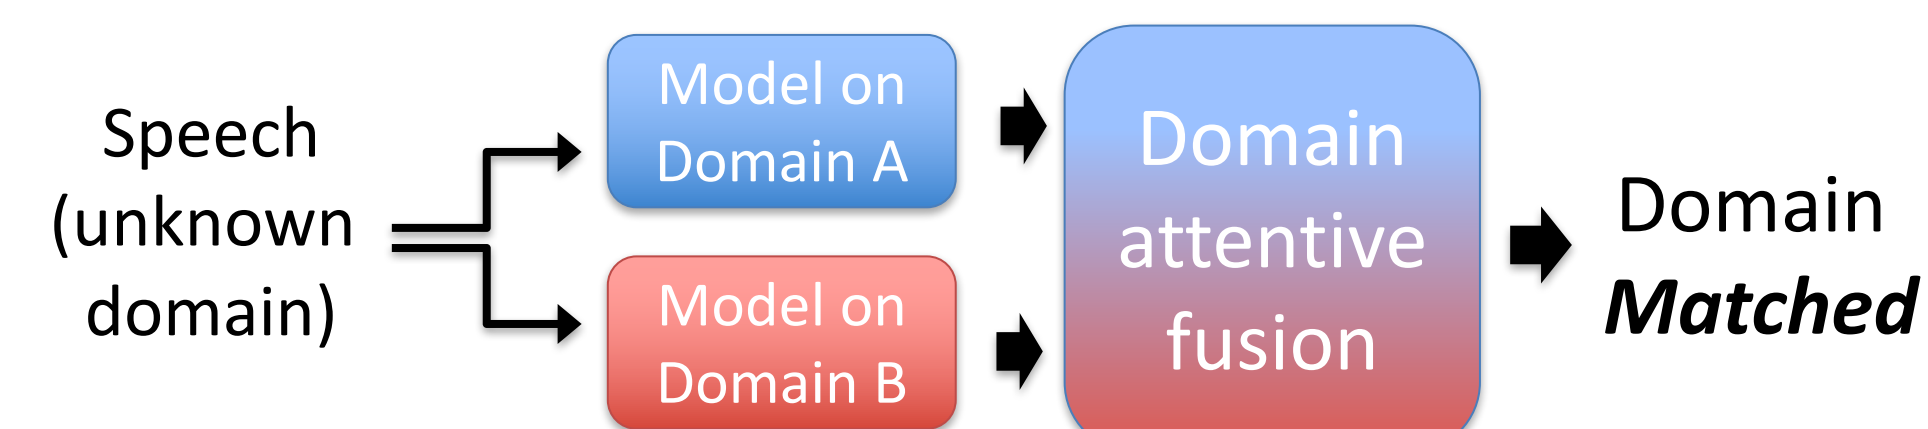 Speech
(unknown
domain)
Model on
Domain A
Model on
Domain B
Domain
attentive
fusion
Domain
Matched